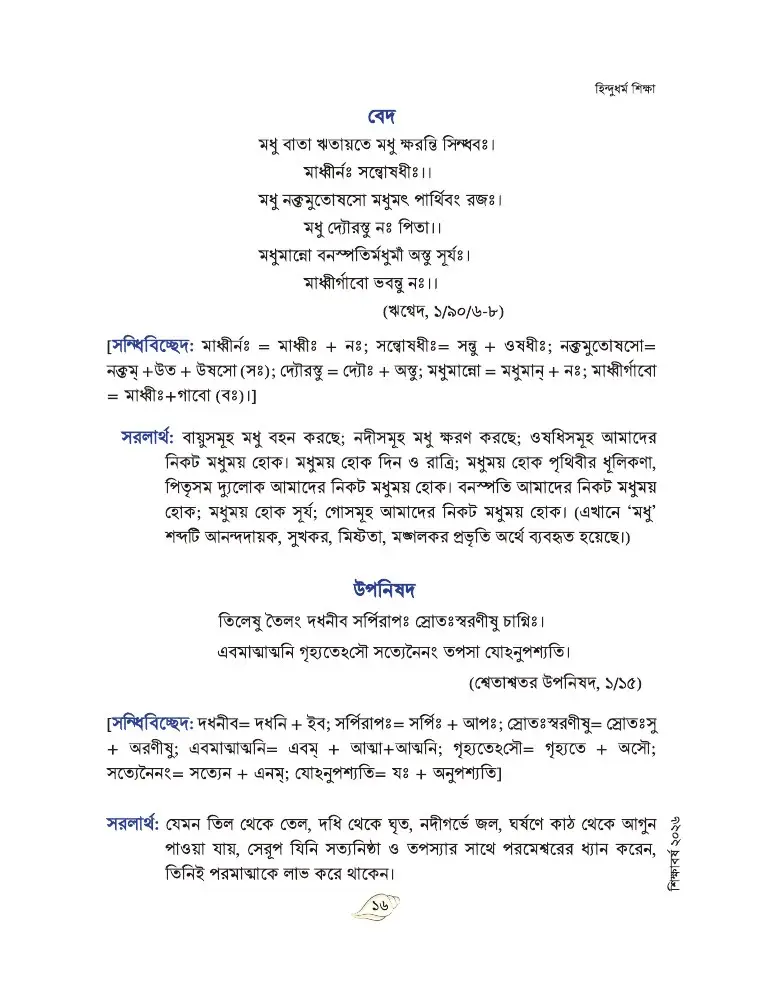 হিন্দুধর্ম শিক্ষা
বেদ
মধু বাতা ঋতায়তে মধু ক্ষরন্তি সিন্ধবঃ।
মাধ্বীর্নঃ সন্ত্বোষধীঃ।।
মধু নক্তমুতোষসো মধুমৎ পার্থিবং রজঃ।
মধু দ্যৌরস্তু নঃ পিতা।।
মধুমান্নো বনস্পতির্মধুমাঁ অস্তু সূর্যঃ।
মাধ্বীর্গাবো ভবন্তু নঃ।।
(ঋগ্বেদ, ১/৯০/৬-৮)
[সন্ধিবিচ্ছেদ: মাধ্বীর্নঃ = মাধ্বীঃ + নঃ; সন্ত্বোষধীঃ= সন্তু + ওষধীঃ; নক্তমুতোষসো=
নক্তম্ +উত + উষসো (সঃ); দ্যৌরস্তু = দ্যৌঃ + অস্তু; মধুমান্নো = মধুমান্ + নঃ; মাধ্বীর্গাবো
= মাধ্বীঃ+গাবো (বঃ)।]
সরলার্থ: বায়ুসমূহ মধু বহন করছে; নদীসমূহ মধু ক্ষরণ করছে; ওষধিসমূহ আমাদের
নিকট মধুময় হোক। মধুময় হোক দিন ও রাত্রি; মধুময় হোক পৃথিবীর ধূলিকণা,
পিতৃসম দ্যুলোক আমাদের নিকট মধুময় হোক। বনস্পতি আমাদের নিকট মধুময়
হোক; মধুময় হোক সূর্য; গোসমূহ আমাদের নিকট মধুময় হোক। (এখানে ‘মধু’
শব্দটি আনন্দদায়ক, সুখকর, মিষ্টতা, মঙ্গলকর প্রভৃতি অর্থে ব্যবহৃত হয়েছে।)
উপনিষদ
তিলেষু তৈলং দধনীব সর্পিরাপঃ স্রোতঃস্বরণীষু চাগ্নিঃ।
এবমাত্মাত্মনি গৃহ্যতেঽসৌ সত্যেনৈনং তপসা যোঽনুপশ্যতি।
(শ্বেতাশ্বতর উপনিষদ, ১/১৫)
[সন্ধিবিচ্ছেদ: দধনীব= দধনি + ইব; সর্পিরাপঃ= সর্পিঃ + আপঃ; স্রোতঃস্বরণীষু= স্রোতঃসু
+ অরণীষু; এবমাত্মাত্মনি= এবম্ + আত্মা+আত্মনি; গৃহ্যতেঽসৌ= গৃহ্যতে + অসৌ;
সত্যেনৈনং= সত্যেন + এনম্; যোঽনুপশ্যতি= যঃ + অনুপশ্যতি]
সরলার্থ: যেমন তিল থেকে তেল, দধি থেকে ঘৃত, নদীগর্ভে জল, ঘর্ষণে কাঠ থেকে আগুন
পাওয়া যায়, সেরূপ যিনি সত্যনিষ্ঠা ও তপস্যার সাথে পরমেশ্বরের ধ্যান করেন,
তিনিই পরমাত্মাকে লাভ করে থাকেন।
শিক্ষাবর্ষ ২০২৬
১৬